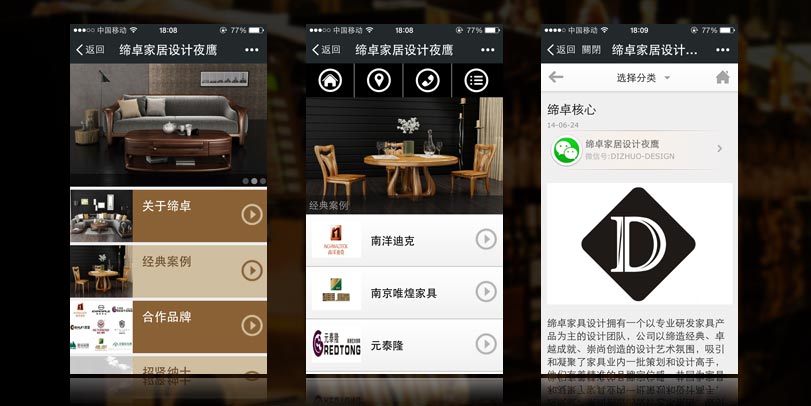 中国移动 18:08 77%
返回 缔卓家居设计夜鹰
关于缔卓
经典案例
合作品牌
招贤绅士
中国移动 18:08 77%
返回 缔卓家居设计夜鹰
经典案例
南洋迪克
南洋迪克
南京唯煌家具
元泰隆
REDTONG
元泰隆
中国移动 18:09 77%
返回 關閉 缔卓家居设计...
选择分类
缔卓核心
14-06-24
缔卓家居设计夜鹰
微信号:DIZHUO-DESIGN
D
缔卓家具设计拥有一个以专业研发家具产
品为主的设计团队，公司以缔造经典、卓
越成就、崇尚创造的设计艺术氛围，吸引
和凝聚了家具业内一批策划和设计高手，